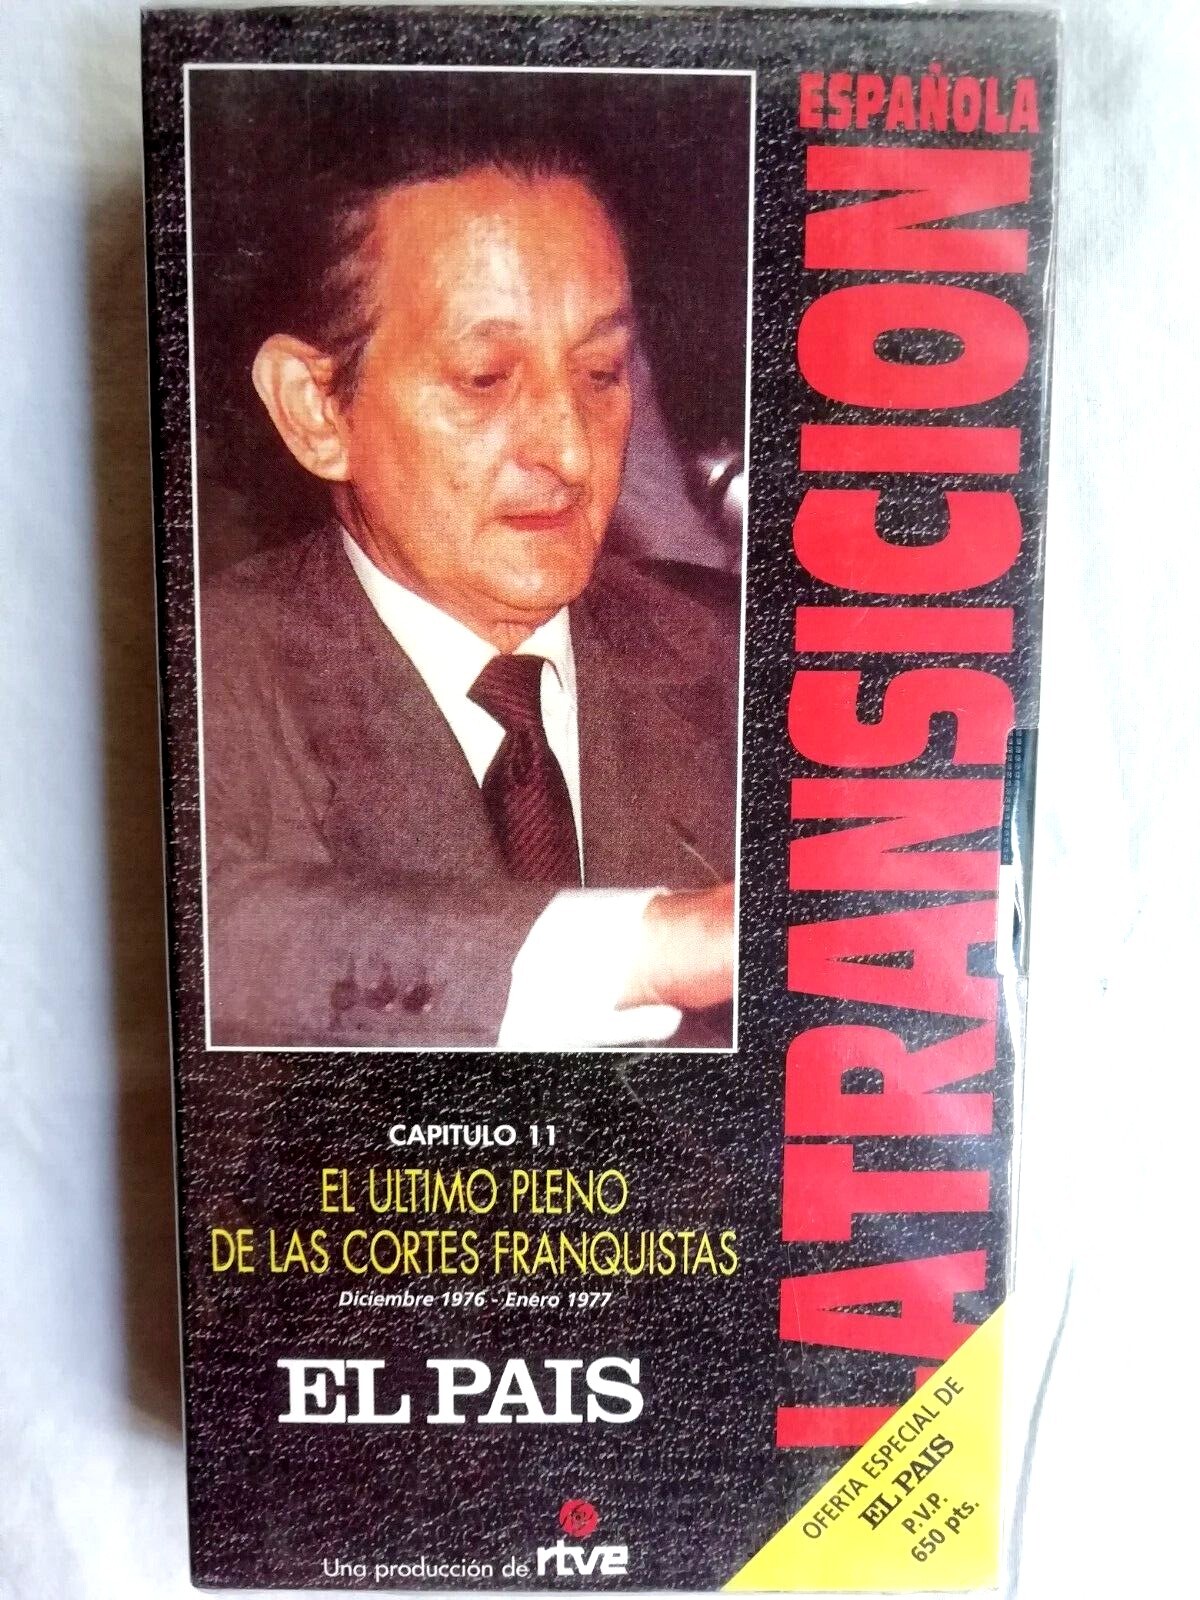 LA TRANSICION
ESPAÑOLA
CAPITULO 11
EL ULTIMO PLENO
DE LAS CORTES FRANQUISTAS
Diciembre 1976 - Enero 1977
EL PAIS
Una producción de rtve
OFERTA ESPECIAL DE
EL PAIS
P.V.P.
650 pts.